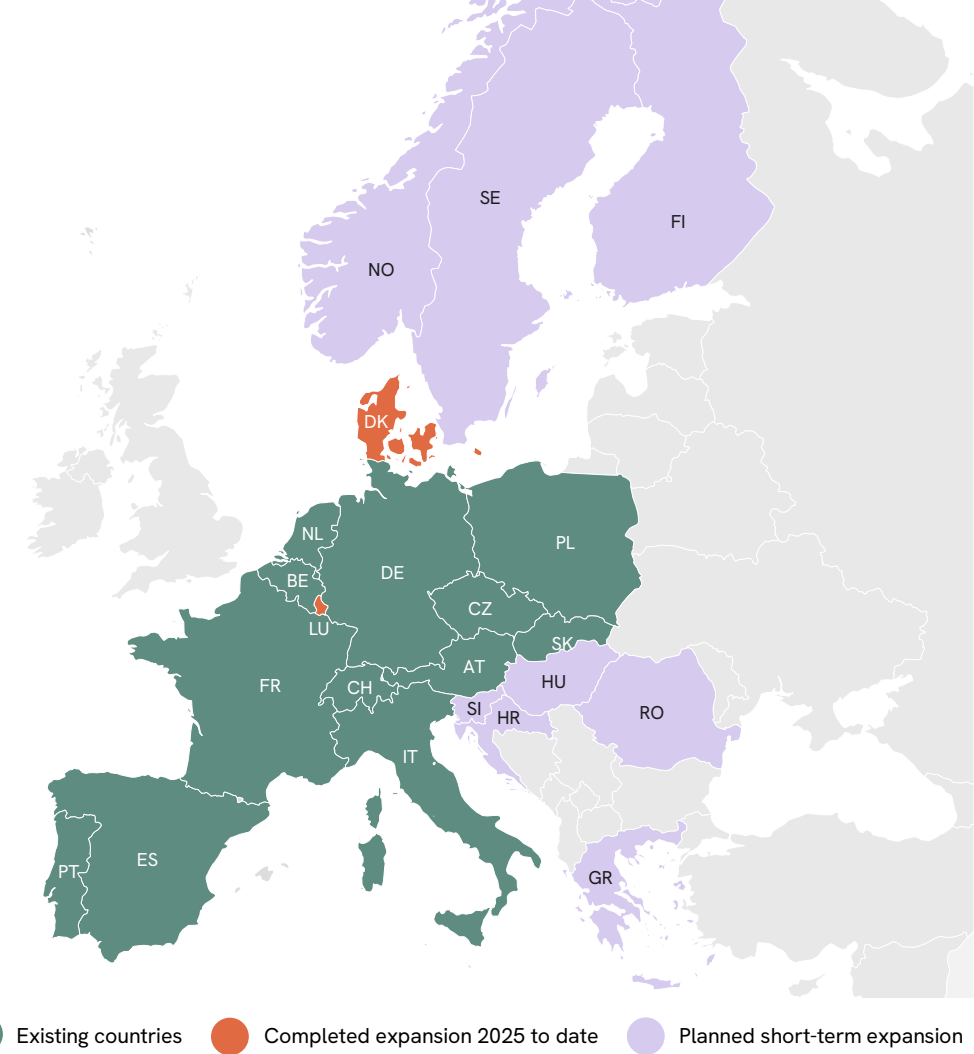 SE
FI
NO
DK
NL
PL
DE
BE
CZ
LU
SK
AT
HU
FR
CH
SI
RO
HR
IT
ES
PT
GR
Existing countries
Completed expansion 2025 to date
Planned short-term expansion